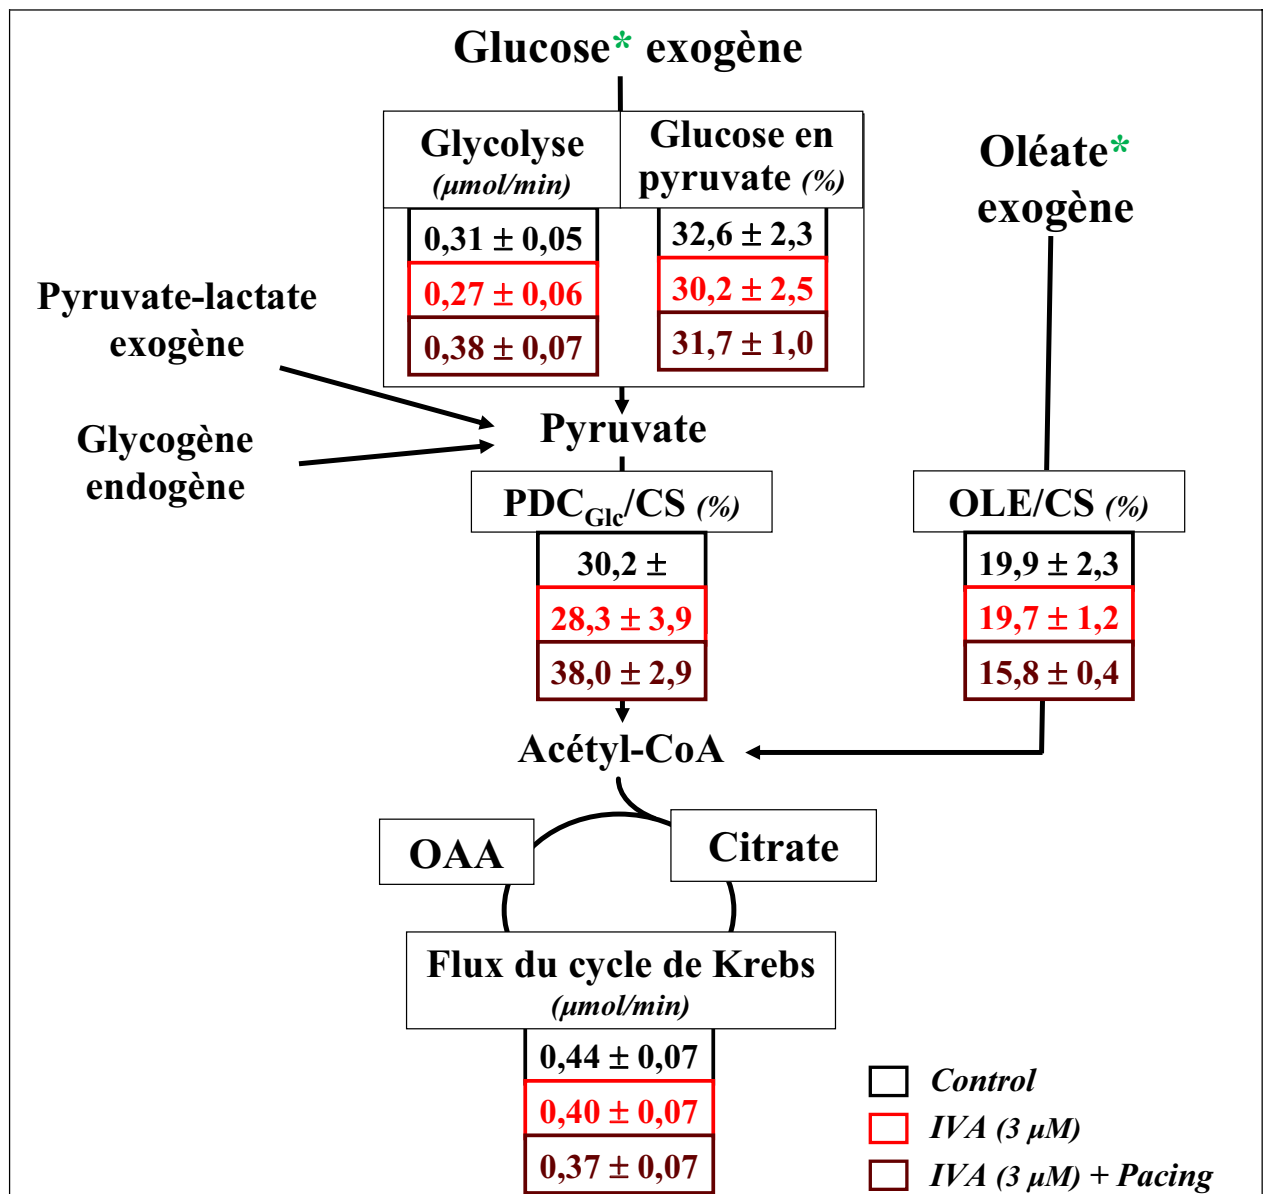 Glucose* exogène
Glycolyse
(μmol/min)
Glucose en
pyruvate (%)
0,31 ± 0,05
0,27 ± 0,06
0,38 ± 0,07
32,6 ± 2,3
30,2 ± 2,5
31,7 ± 1,0
Oléate*
exogène
Pyruvate-lactate
exogène
Glycogène
endogène
Pyruvate
PDCGlc/CS (%)
30,2 ±
28,3 ± 3,9
38,0 ± 2,9
OLE/CS (%)
19,9 ± 2,3
19,7 ± 1,2
15,8 ± 0,4
Acétyl-CoA
OAA
Citrate
Flux du cycle de Krebs
(μmol/min)
0,44 ± 0,07
0,40 ± 0,07
0,37 ± 0,07
Control
IVA (3 μM)
IVA (3 μM) + Pacing